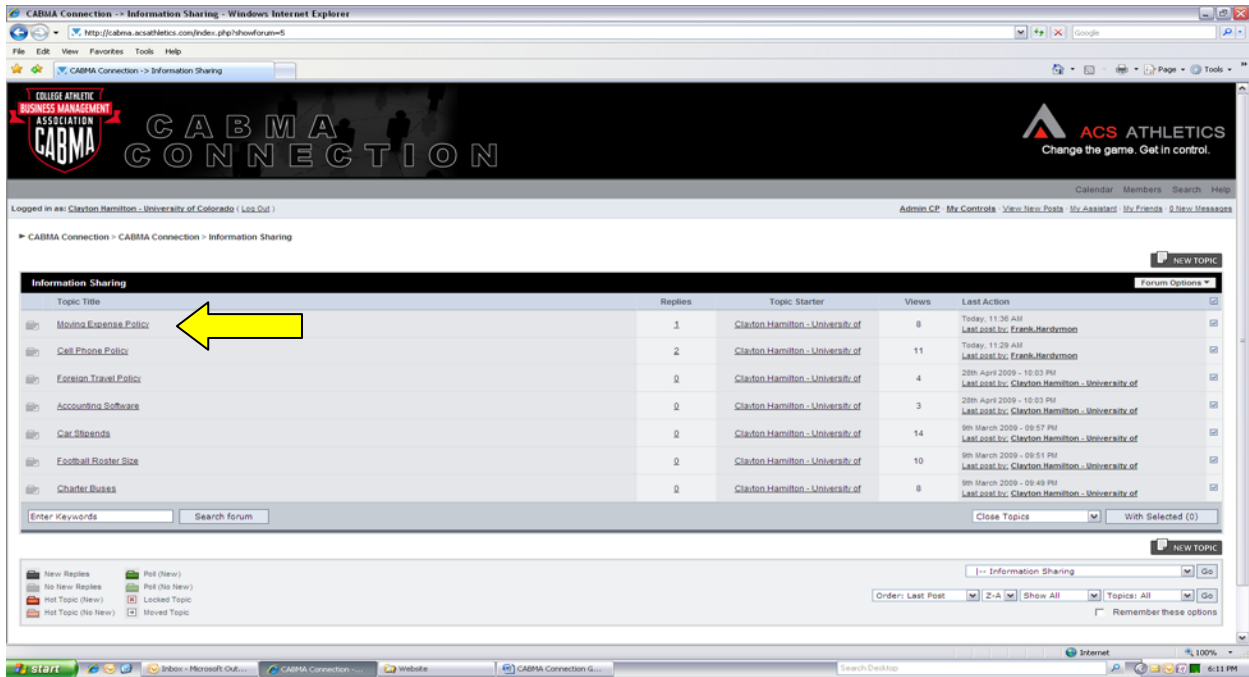 CABMA Connection -> Information Sharing - Windows Internet Explorer
http://cabma.acsathletics.com/index.php?showforum=5
Google
File Edit View Favorites Tools Help
CABMA Connection -> Information Sharing
Page Tools
COLLEGE ATHLETIC
BUSINESS MANAGEMENT
ASSOCIATION
CABMA
CABMA
CONNECTION
ACS ATHLETICS
Change the game. Get in control.
Calendar Members Search Help
Logged in as: Clayton Hamilton - University of Colorado ( Log Out )
Admin CP · My Controls · View New Posts · My Assistant · My Friends · 0 New Messages
CABMA Connection > CABMA Connection > Information Sharing
NEW TOPIC
Information Sharing
Forum Options
Topic Title Replies Topic Starter Views Last Action
Moving Expense Policy 1 Clayton Hamilton - University of 8 Today, 11:36 AM
Last post by: Frank.Hardymon
Cell Phone Policy 2 Clayton Hamilton - University of 11 Today, 11:29 AM
Last post by: Frank.Hardymon
Foreign Travel Policy 0 Clayton Hamilton - University of 4 28th April 2009 - 10:03 PM
Last post by: Clayton Hamilton - University of
Accounting Software 0 Clayton Hamilton - University of 3 28th April 2009 - 10:03 PM
Last post by: Clayton Hamilton - University of
Car Stipends 0 Clayton Hamilton - University of 14 9th March 2009 - 09:57 PM
Last post by: Clayton Hamilton - University of
Football Roster Size 0 Clayton Hamilton - University of 10 9th March 2009 - 09:51 PM
Last post by: Clayton Hamilton - University of
Charter Buses 0 Clayton Hamilton - University of 8 9th March 2009 - 09:49 PM
Last post by: Clayton Hamilton - University of
Enter Keywords Search forum Close Topics With Selected (0)
NEW TOPIC
New Replies Poll (New)
No New Replies Poll (No New)
Hot Topic (New) Locked Topic
Hot Topic (No New) Moved Topic
|-- Information Sharing Go
Order: Last Post Z-A Show All Topics: All Go
Remember these options
Internet 100%
start Inbox - Microsoft Out... CABMA Connection -... Website CABMA Connection G... Search Desktop 6:11 PM